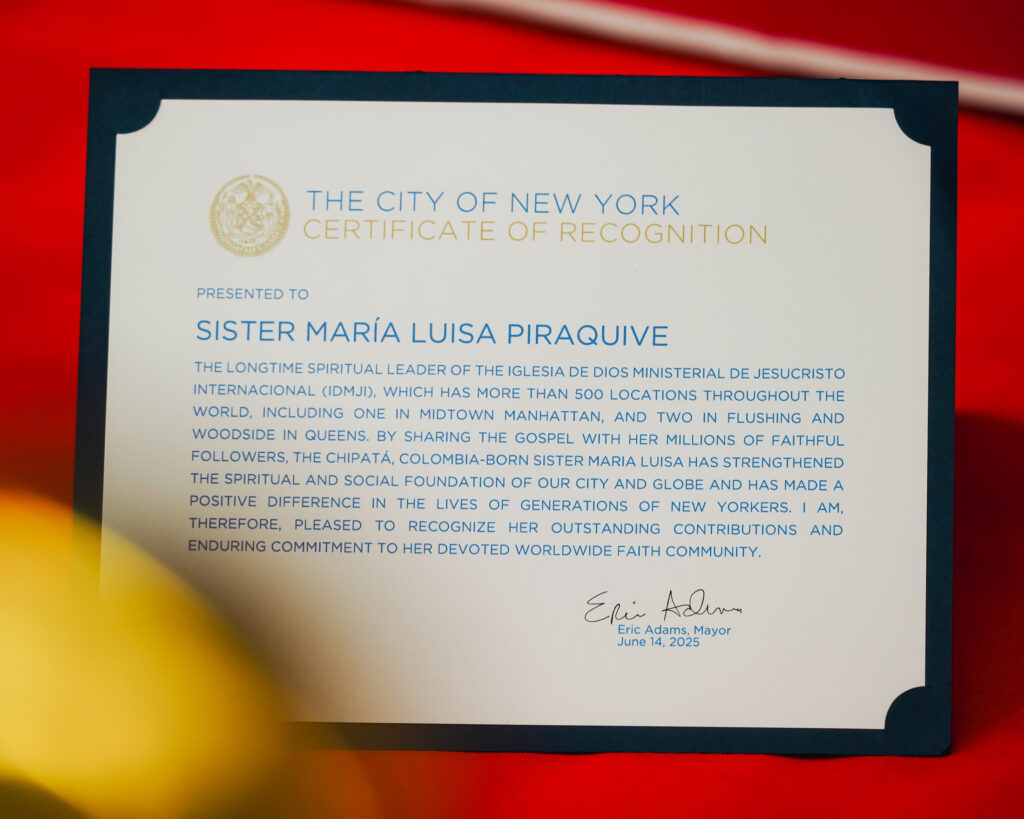 THE CITY OF NEW YORK
CERTIFICATE OF RECOGNITION
PRESENTED TO
SISTER MARÍA LUISA PIRAQUIVE
THE LONGTIME SPIRITUAL LEADER OF THE IGLESIA DE DIOS MINISTERIAL DE JESUCRISTO
INTERNACIONAL (IDMJI), WHICH HAS MORE THAN 500 LOCATIONS THROUGHOUT THE
WORLD, INCLUDING ONE IN MIDTOWN MANHATTAN, AND TWO IN FLUSHING AND
WOODSIDE IN QUEENS. BY SHARING THE GOSPEL WITH HER MILLIONS OF FAITHFUL
FOLLOWERS, THE CHIPATÁ, COLOMBIA-BORN SISTER MARIA LUISA HAS STRENGTHENED
THE SPIRITUAL AND SOCIAL FOUNDATION OF OUR CITY AND GLOBE AND HAS MADE A
POSITIVE DIFFERENCE IN THE LIVES OF GENERATIONS OF NEW YORKERS. I AM,
THEREFORE, PLEASED TO RECOGNIZE HER OUTSTANDING CONTRIBUTIONS AND
ENDURING COMMITMENT TO HER DEVOTED WORLDWIDE FAITH COMMUNITY.
Eric Adams
Eric Adams, Mayor
June 14, 2025